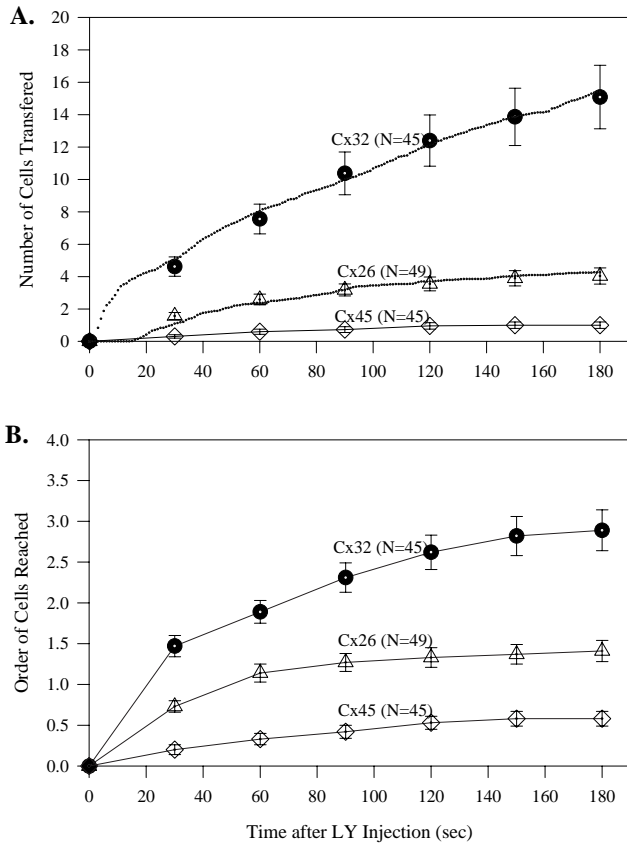 A.
20
18
16
14
12
10
8
6
4
2
0
Number of Cells Transfered
Cx32 (N=45)
Cx26 (N=49)
Cx45 (N=45)
0 20 40 60 80 100 120 140 160 180
B.
4.0
3.5
3.0
2.5
2.0
1.5
1.0
0.5
0.0
Order of Cells Reached
Cx32 (N=45)
Cx26 (N=49)
Cx45 (N=45)
0 20 40 60 80 100 120 140 160 180
Time after LY Injection (sec)